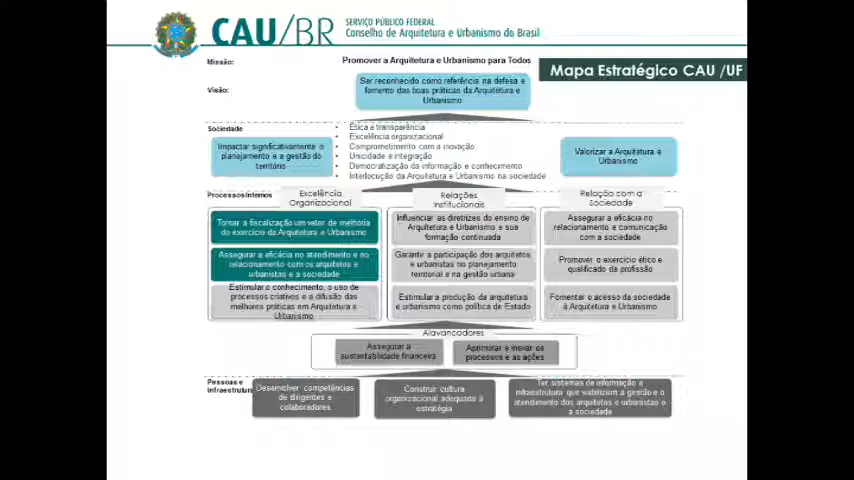 CAU/BR
SERVIÇO PÚBLICO FEDERAL
Conselho de Arquitetura e Urbanismo do Brasil
Missão:
Promover a Arquitetura e Urbanismo para Todos
Mapa Estratégico CAU /UF
Visão:
Ser reconhecido como referência na defesa e
fomento das boas práticas da Arquitetura e
Urbanismo
Sociedade
Impactar significativamente o
planejamento e a gestão do
território
• Ética e transparência
• Excelência organizacional
• Comprometimento com a inovação
• Unicidade e integração
• Democratização da informação e conhecimento
• Interlocução da Arquitetura e Urbanismo na sociedade
Valorizar a Arquitetura e
Urbanismo
Processos Internos
Excelência
Organizacional
Relações
Institucionais
Relação com a
Sociedade
Tornar a fiscalização um vetor de melhoria
do exercício da Arquitetura e Urbanismo
Assegurar a eficácia no atendimento e no
relacionamento com os arquitetos e
urbanistas e a sociedade
Estimular o conhecimento, o uso de
processos criativos e a difusão das
melhores práticas em Arquitetura e
Urbanismo
Influenciar as diretrizes do ensino de
Arquitetura e Urbanismo e sua
formação continuada
Garantir a participação dos arquitetos
e urbanistas no planejamento
territorial e na gestão urbana
Estimular a produção da arquitetura
e urbanismo como política de Estado
Assegurar a eficácia no
relacionamento e comunicação
com a sociedade
Promover o exercício ético e
qualificado da profissão
Fomentar o acesso da sociedade
à Arquitetura e Urbanismo
Alavancadores
Assegurar a
sustentabilidade financeira
Aprimorar e inovar os
processos e as ações
Pessoas e
Infraestrutura
Desenvolver competências
de dirigentes e
colaboradores
Construir cultura
organizacional adequada à
estratégia
Ter sistemas de informação e
infraestrutura que viabilizem a gestão e o
atendimento dos arquitetos e urbanistas e
a sociedade